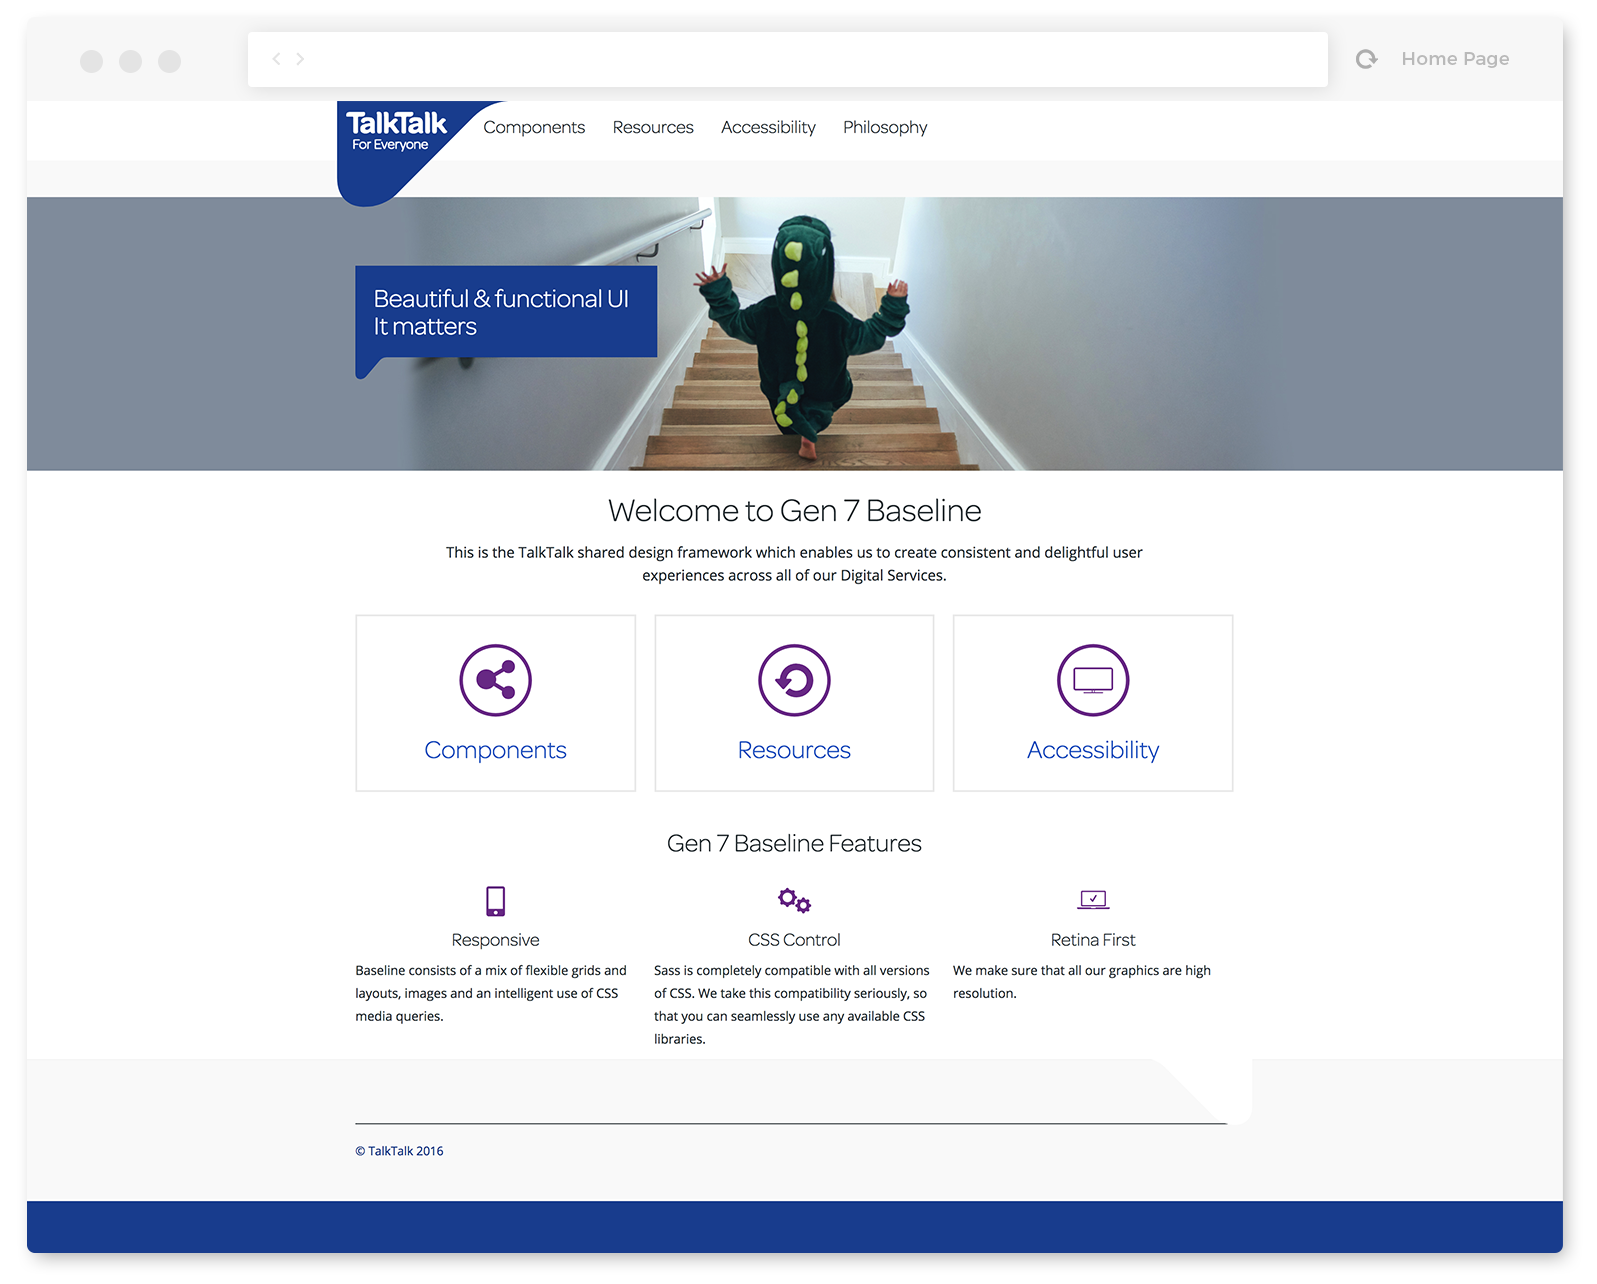 Home Page
TalkTalk
For Everyone
Components
Resources
Accessibility
Philosophy
Beautiful & functional UI
It matters
Welcome to Gen 7 Baseline
This is the TalkTalk shared design framework which enables us to create consistent and delightful user
experiences across all of our Digital Services.
Components
Resources
Accessibility
Gen 7 Baseline Features
Responsive
Baseline consists of a mix of flexible grids and
layouts, images and an intelligent use of CSS
media queries.
CSS Control
Sass is completely compatible with all versions
of CSS. We take this compatibility seriously, so
that you can seamlessly use any available CSS
libraries.
Retina First
We make sure that all our graphics are high
resolution.
© TalkTalk 2016